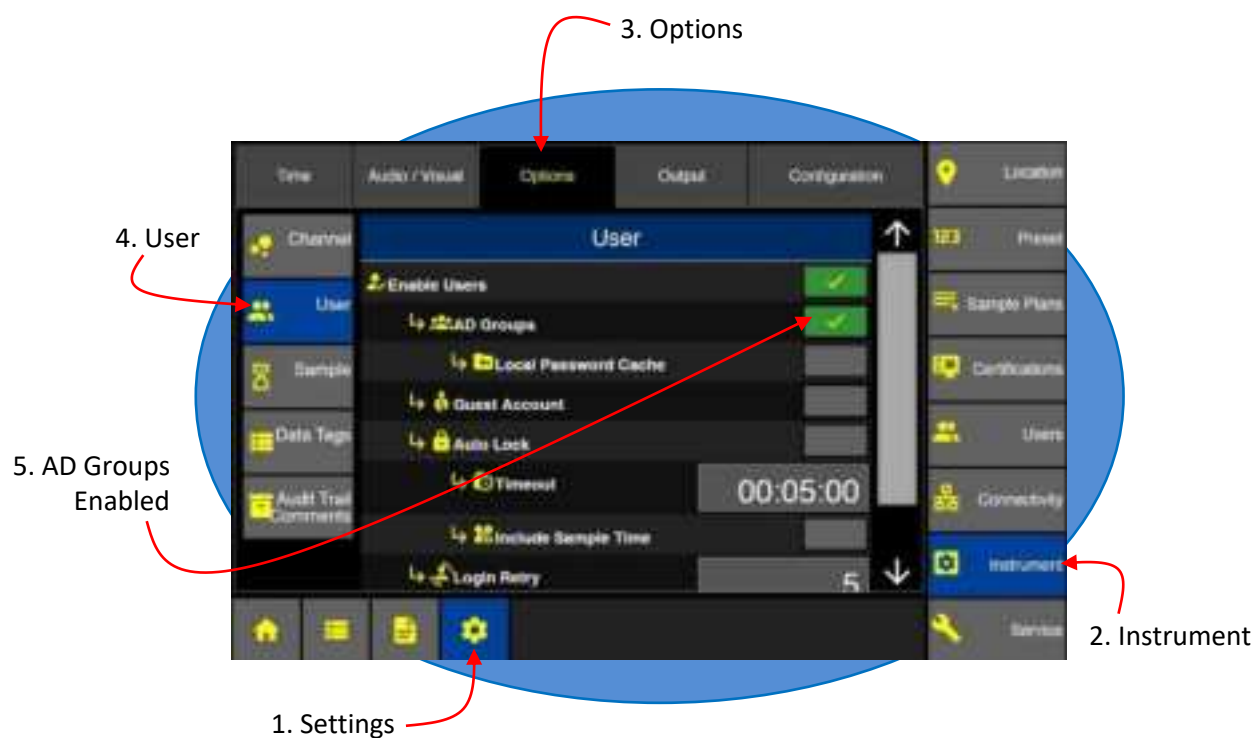 3. Options
Time Audio / Visual Options Output Configuration
Location
4. User
Channel
User
123 Preset
Enable Users
User
AD Groups
Sample Plans
Local Password Cache
Sample
Certifications
Guest Account
Data Tags
Auto Lock
Users
5. AD Groups
Enabled
Timeout 00:05:00
Audit Trail
Comments
Connectivity
Include Sample Time
Login Retry 5
Instrument
Service
2. Instrument
1. Settings